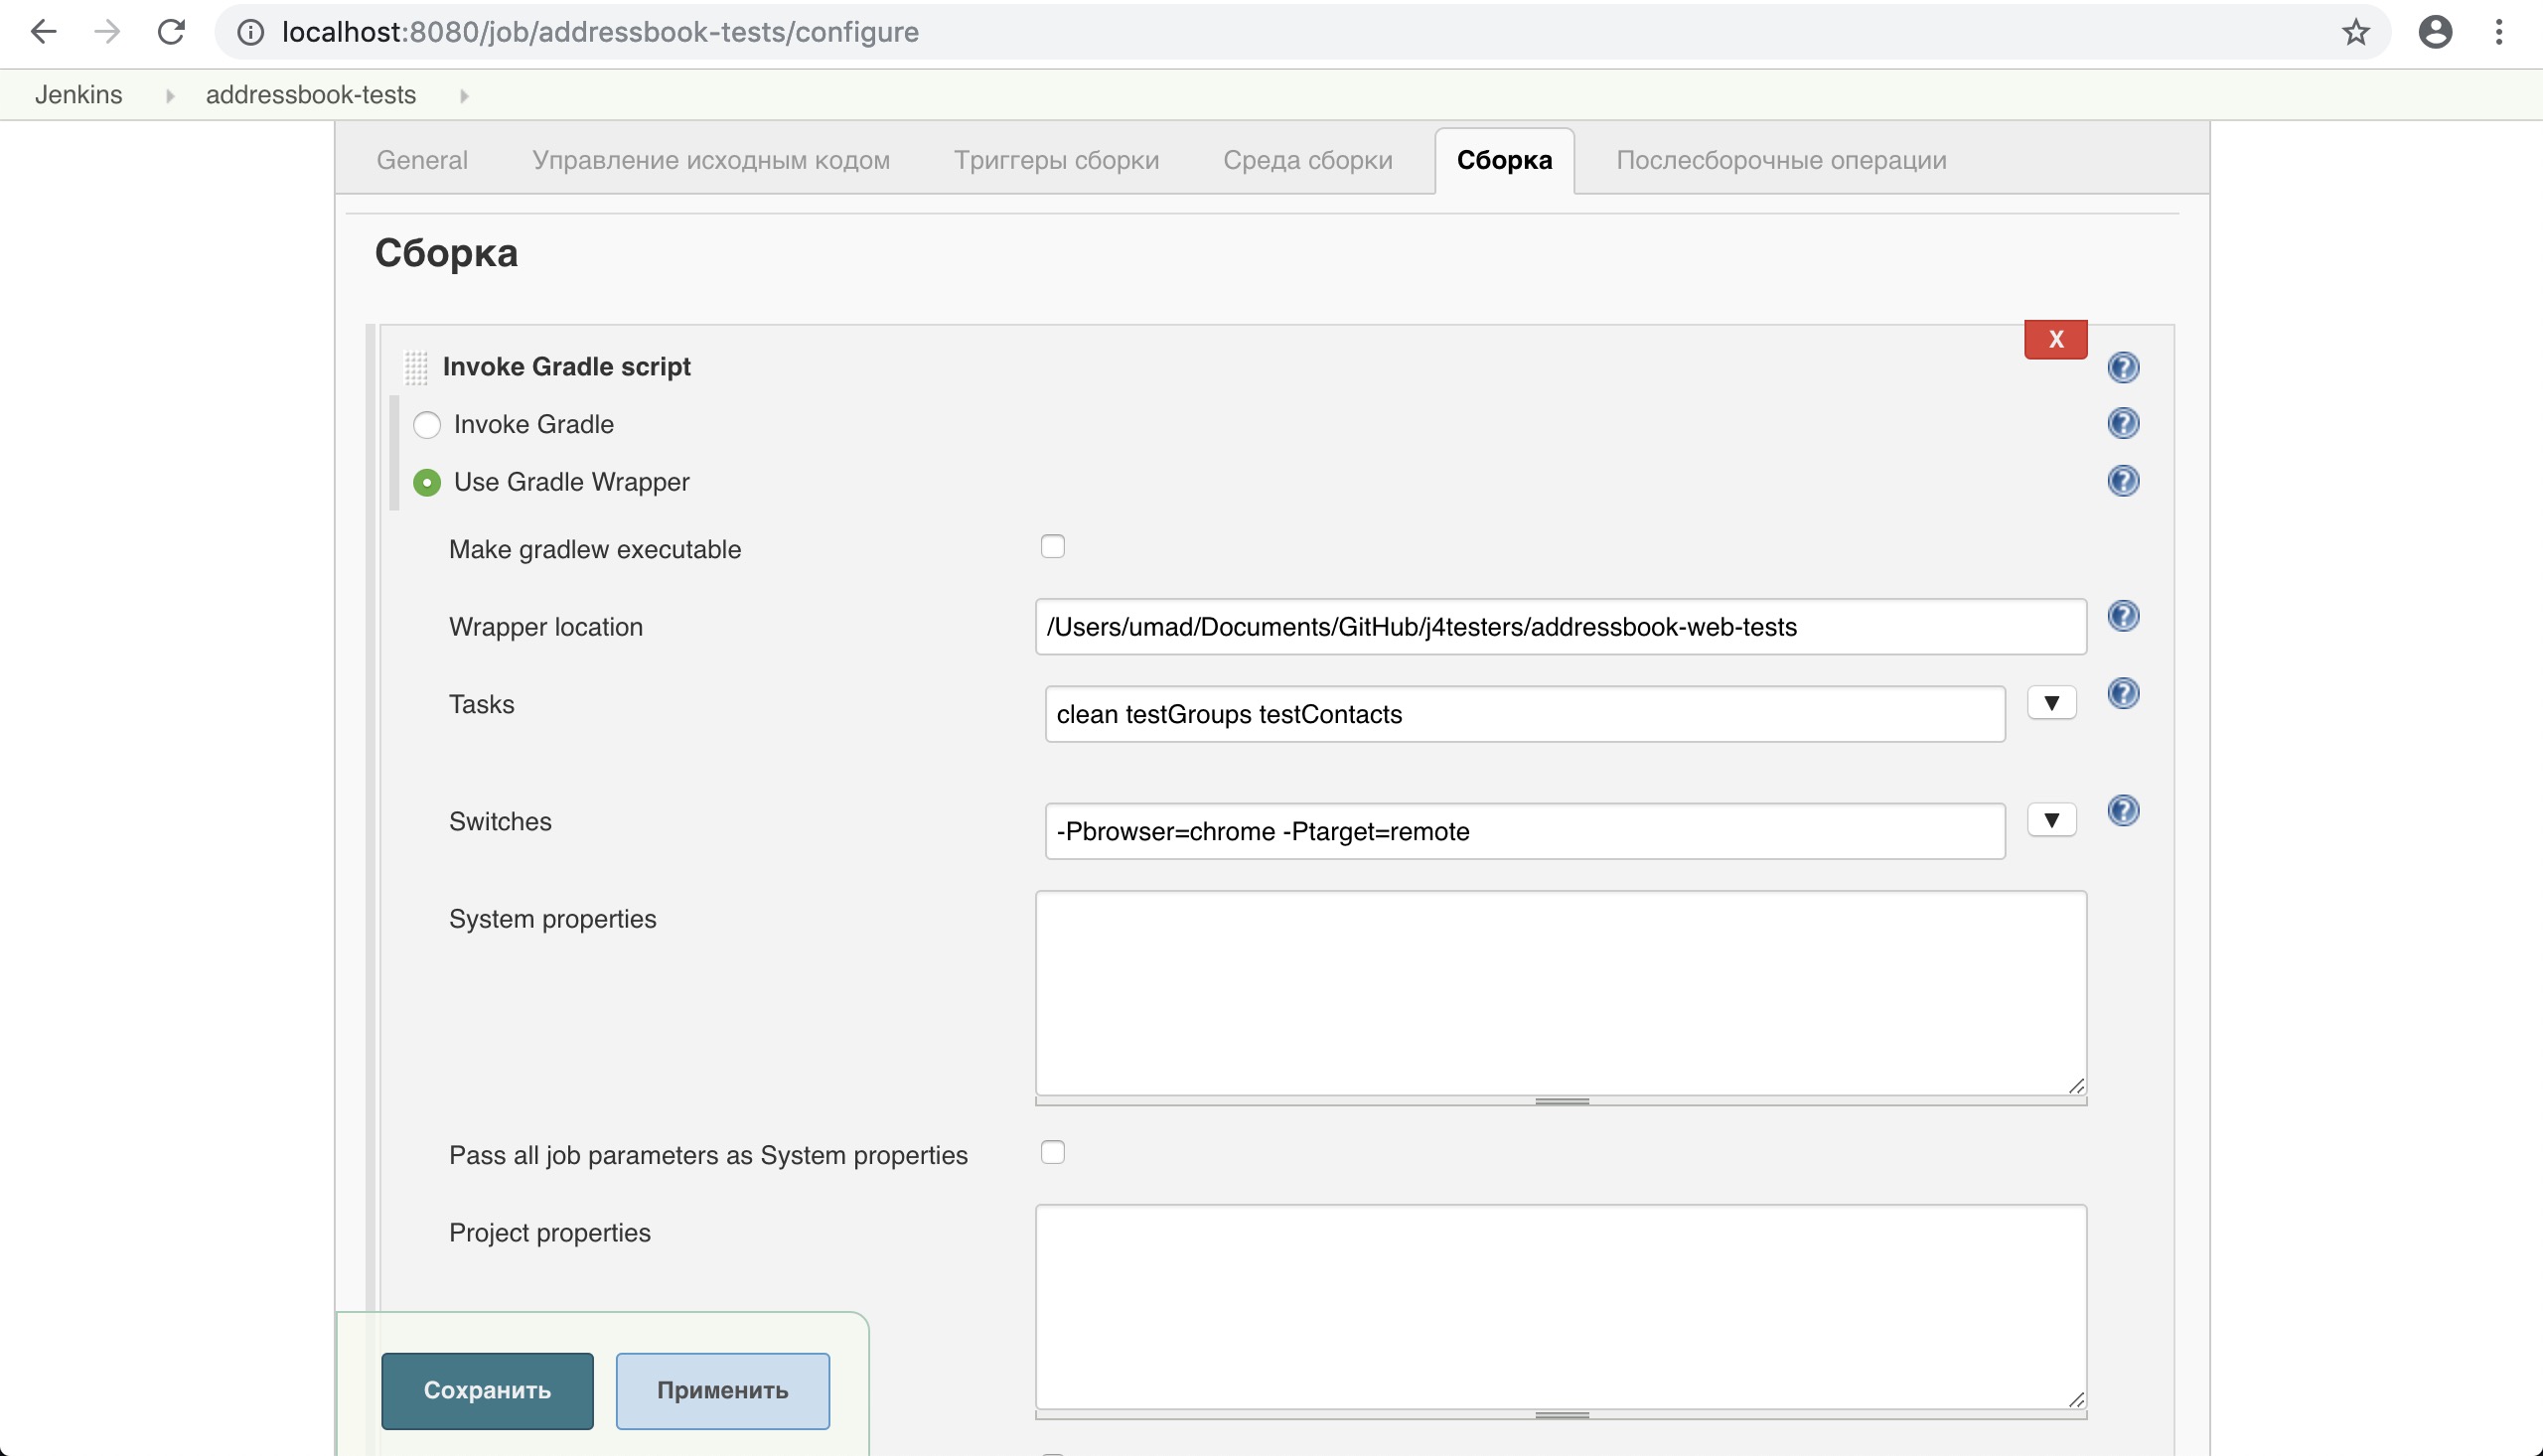 localhost:8080/job/addressbook-tests/configure
Jenkins addressbook-tests
General Управление исходным кодом Триггеры сборки Среда сборки Сборка Послесборочные операции
Сборка
X
Invoke Gradle script
Invoke Gradle
Use Gradle Wrapper
Make gradlew executable
Wrapper location /Users/umad/Documents/GitHub/j4testers/addressbook-web-tests
Tasks clean testGroups testContacts
Switches -Pbrowser=chrome -Ptarget=remote
System properties
Pass all job parameters as System properties
Project properties
Сохранить Применить